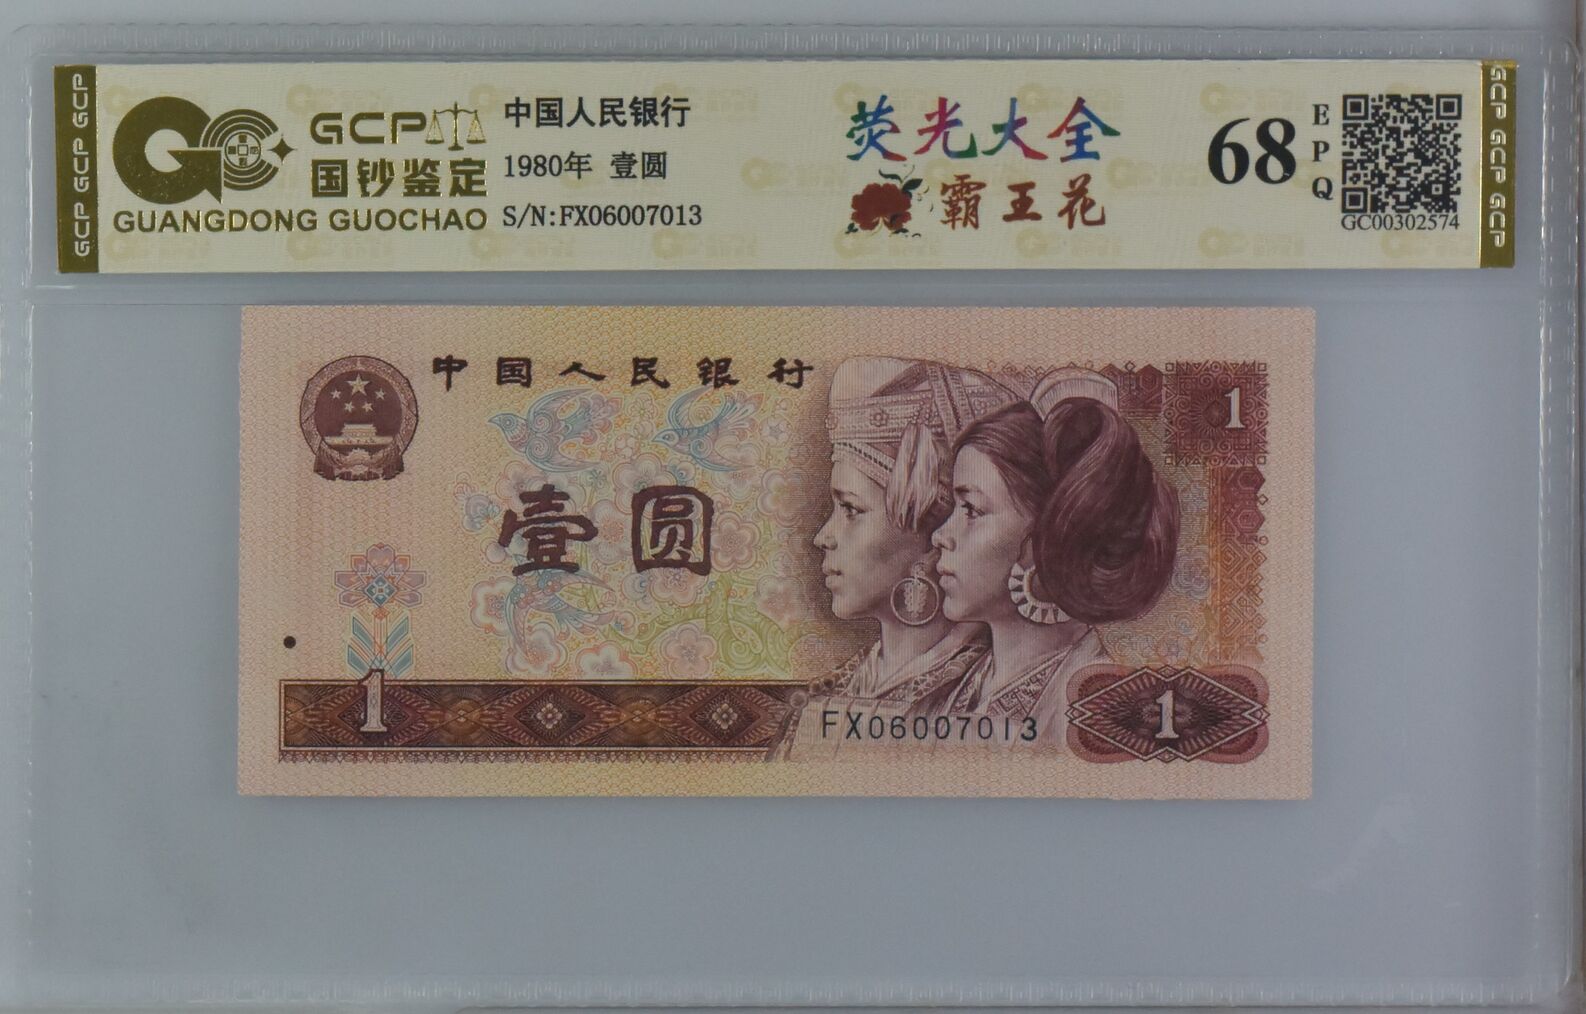 GCP GCP GCP
GCP
国钞鉴定
GUANGDONG GUOCHAO
中国人民银行
1980年 壹圆
S/N:FX06007013
荧光大全
霸王花
68
EPQ
GC00302574
GCP GCP GCP
中国人民银行
1
壹圆
1
FX06007013
1